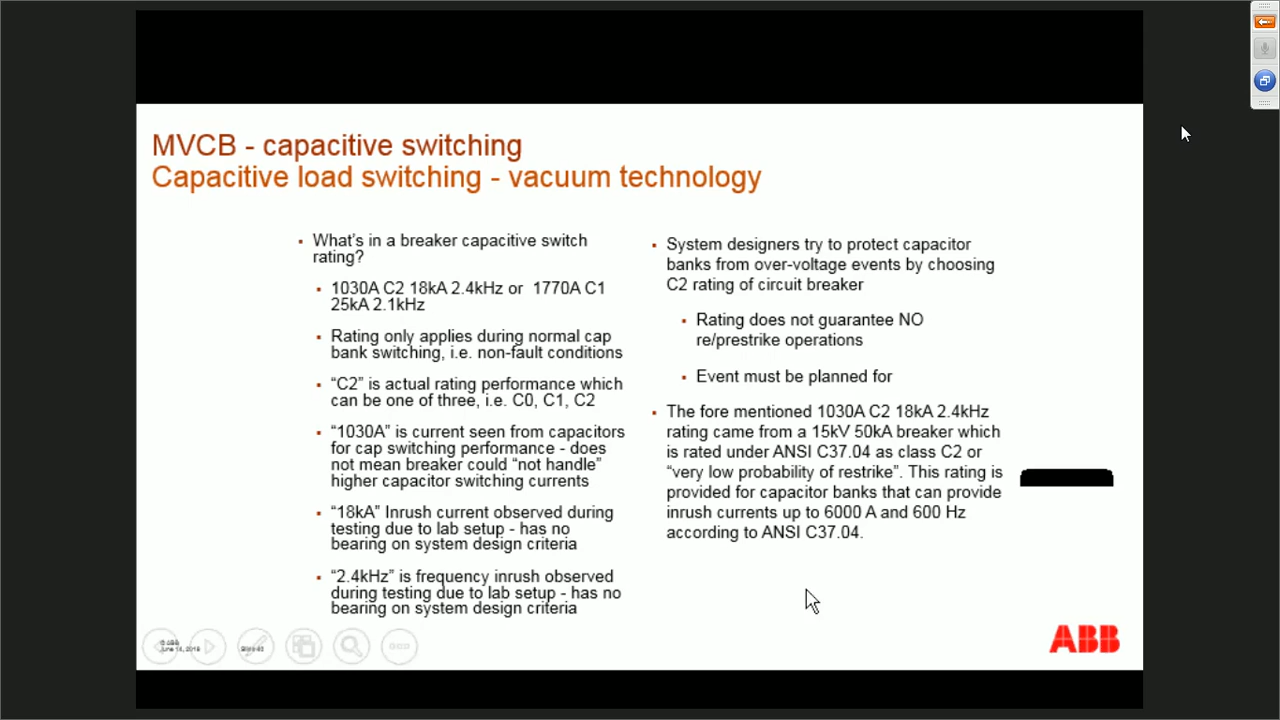 MVCB - capacitive switching
Capacitive load switching - vacuum technology
What's in a breaker capacitive switch
rating?
1030A C2 18kA 2.4kHz or 1770A C1
25kA 2.1kHz
Rating only applies during normal cap
bank switching, i.e. non-fault conditions
“C2” is actual rating performance which
can be one of three, i.e. C0, C1, C2
“1030A” is current seen from capacitors
for cap switching performance - does
not mean breaker could “not handle”
higher capacitor switching currents
“18kA” Inrush current observed during
testing due to lab setup - has no
bearing on system design criteria
“2.4kHz” is frequency inrush observed
during testing due to lab setup - has no
bearing on system design criteria
System designers try to protect capacitor
banks from over-voltage events by choosing
C2 rating of circuit breaker
Rating does not guarantee NO
re/prestrike operations
Event must be planned for
The fore mentioned 1030A C2 18kA 2.4kHz
rating came from a 15kV 50kA breaker which
is rated under ANSI C37.04 as class C2 or
“very low probability of restrike”. This rating is
provided for capacitor banks that can provide
inrush currents up to 6000 A and 600 Hz
according to ANSI C37.04.
© ABB
ABB